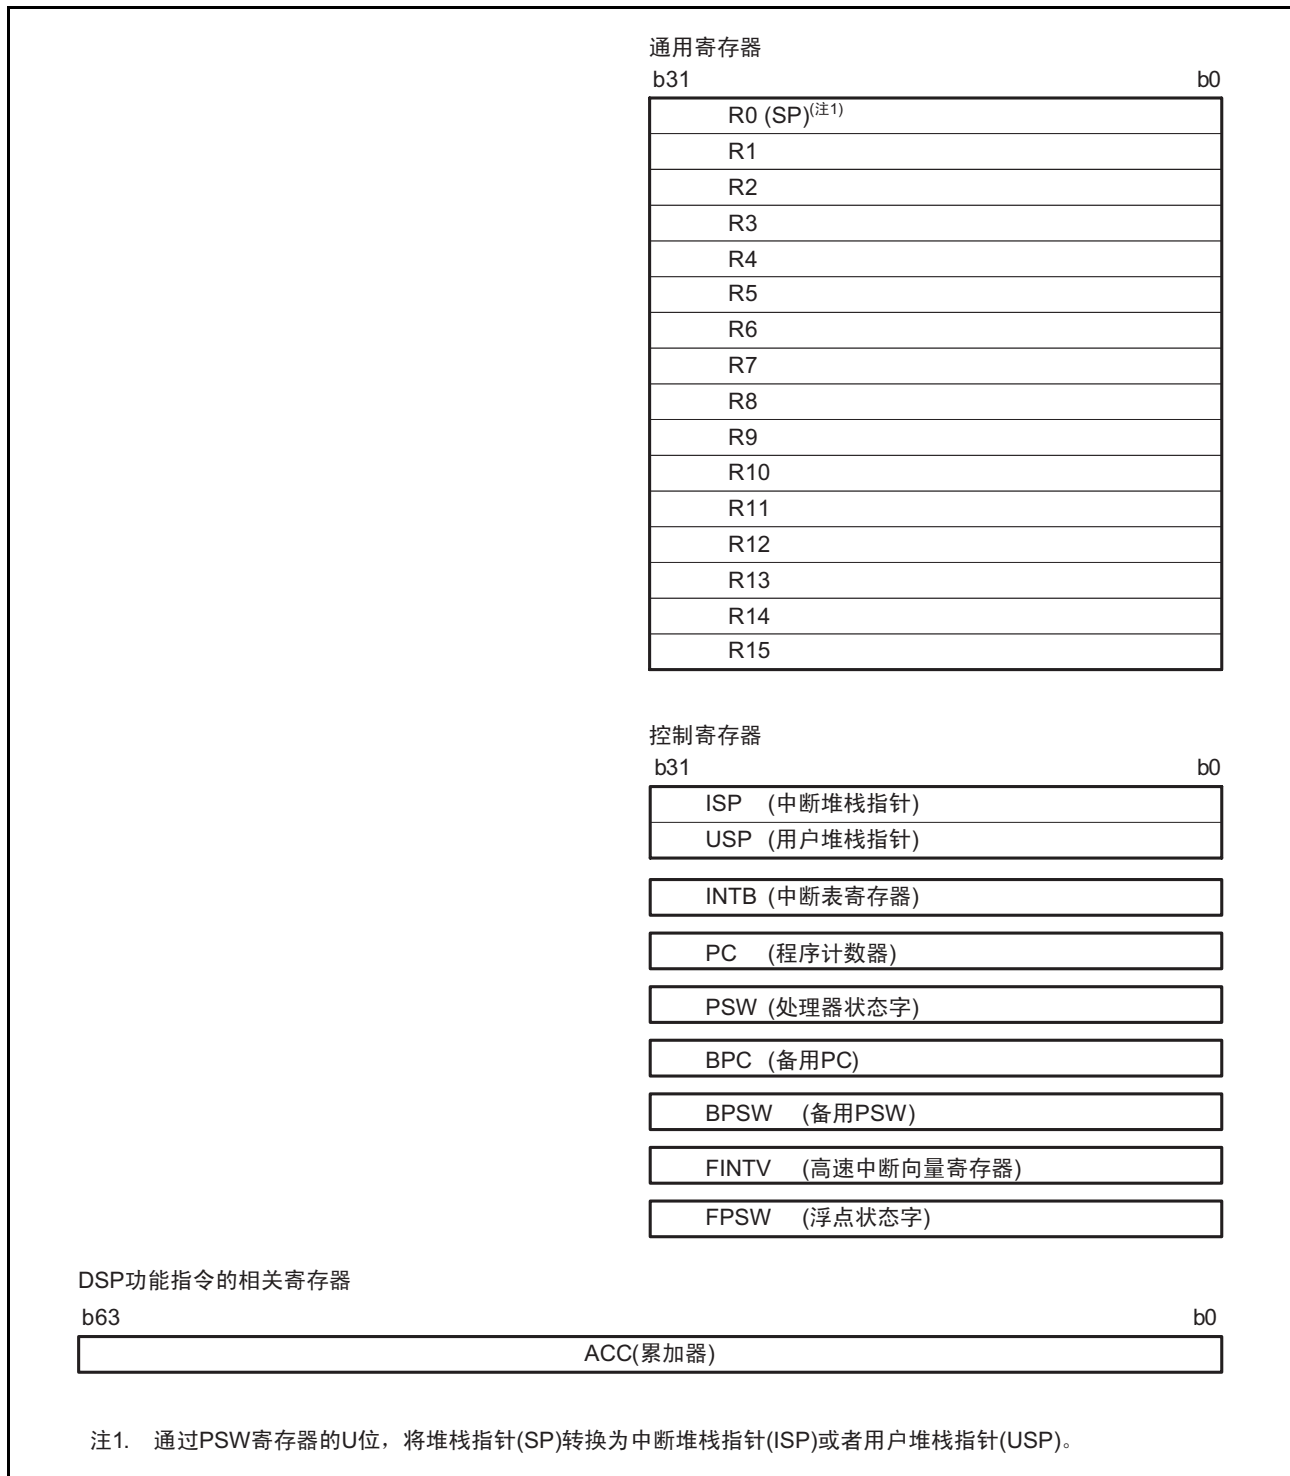 通用寄存器
b31 b0
R0 (SP)(注1)
R1
R2
R3
R4
R5
R6
R7
R8
R9
R10
R11
R12
R13
R14
R15
控制寄存器
b31 b0
ISP (中断堆栈指针)
USP (用户堆栈指针)
INTB (中断表寄存器)
PC (程序计数器)
PSW (处理器状态字)
BPC (备用PC)
BPSW (备用PSW)
FINTV (高速中断向量寄存器)
FPSW (浮点状态字)
DSP功能指令的相关寄存器
b63 b0
ACC(累加器)
注1. 通过PSW寄存器的U位，将堆栈指针(SP)转换为中断堆栈指针(ISP)或者用户堆栈指针(USP)。